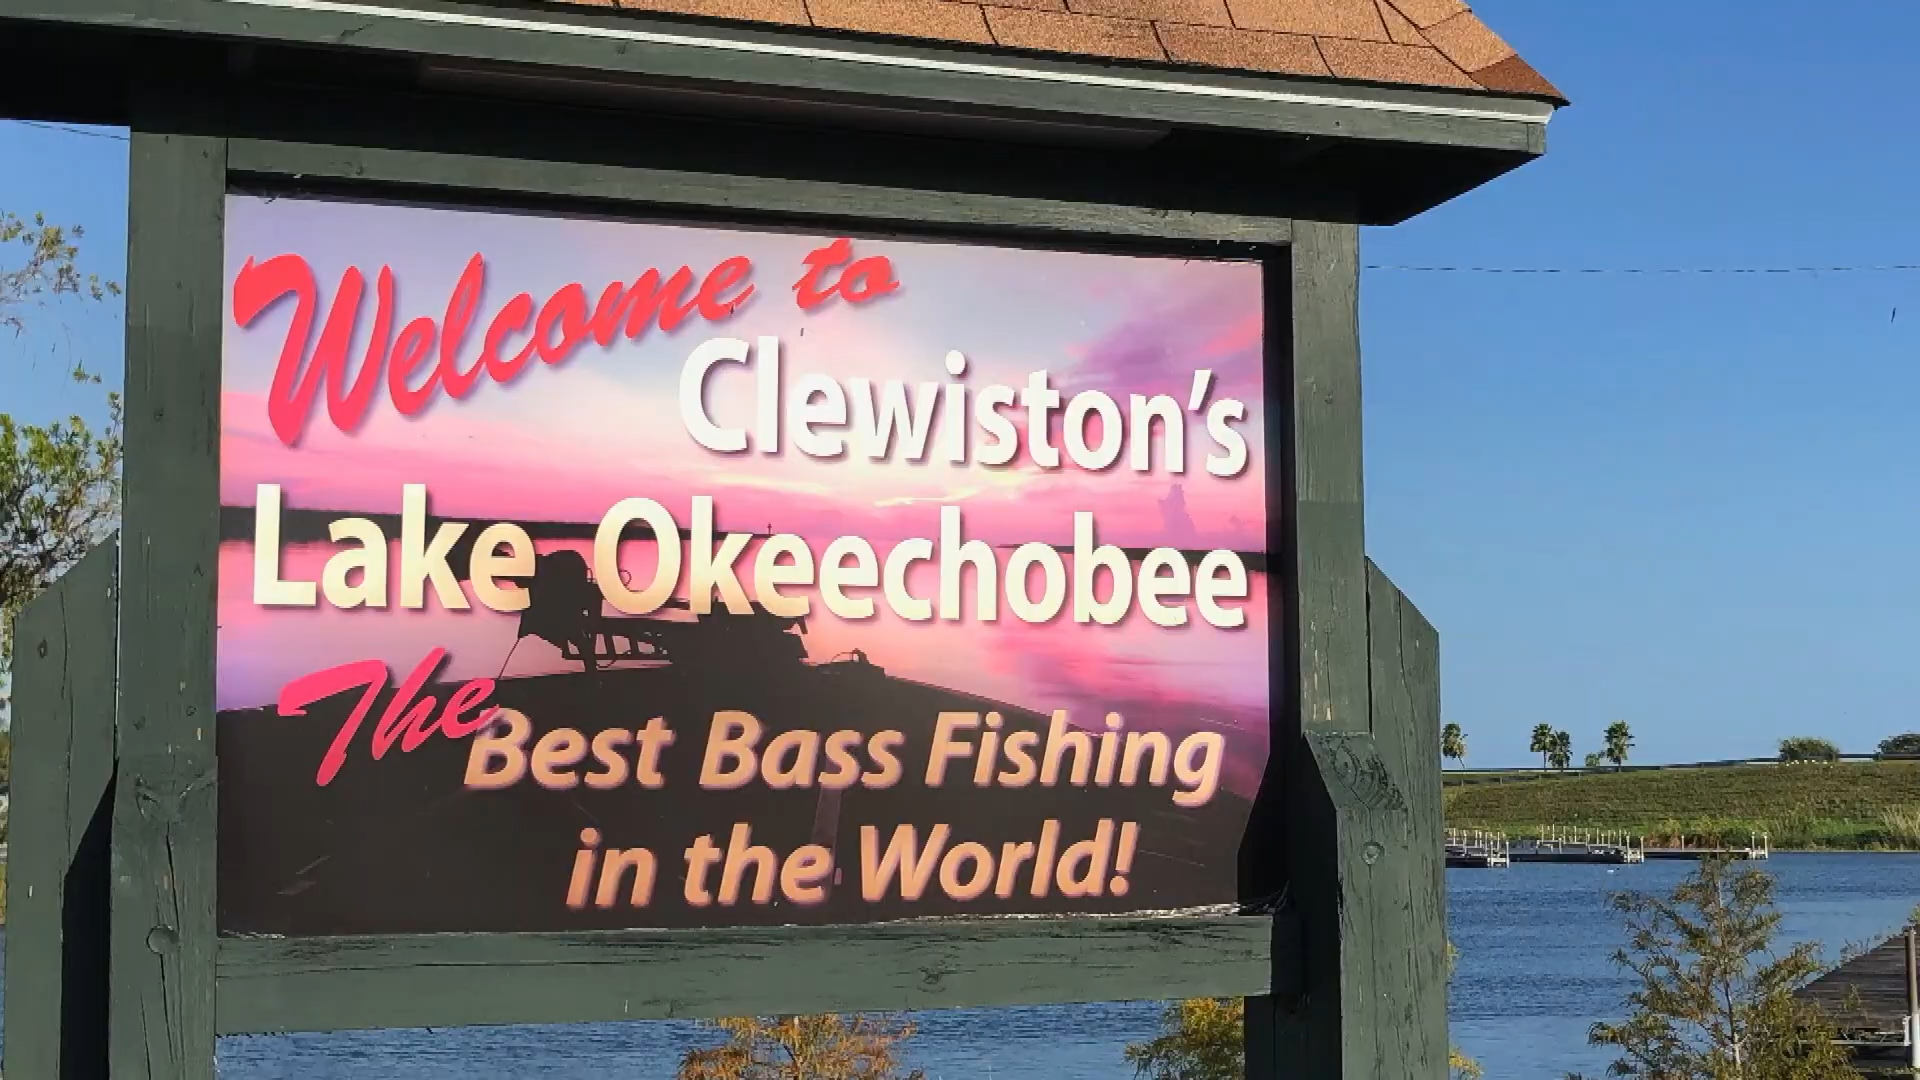 Welcome to
Clewiston’s
Lake Okeechobee
The Best Bass Fishing
in the World!